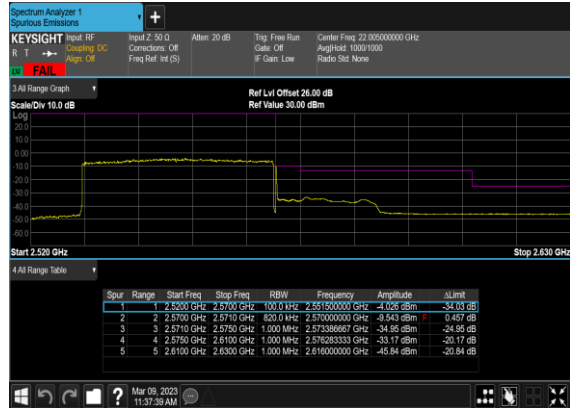 Spectrum Analyzer 1
Spurious Emissions
KEYSIGHT
R T
LV FAIL
Input: RF
Coupling: DC
Align: Off
Input Z: 50 Ω
Corrections: Off
Freq Ref: Int (S)
Atten: 20 dB
Trig: Free Run
Gate: Off
IF Gain: Low
Center Freq: 22.005000000 GHz
Avg|Hold: 1000/1000
Radio Std: None
3 All Range Graph
Scale/Div 10.0 dB
Ref Lvl Offset 26.00 dB
Ref Value 30.00 dBm
Log
20.0
10.0
0.00
-10.0
-20.0
-30.0
-40.0
-50.0
-60.0
Start 2.520 GHz
Stop 2.630 GHz
4 All Range Table
Spur Range Start Freq Stop Freq RBW Frequency Amplitude ΔLimit
1 1 2.5200 GHz 2.5700 GHz 100.0 kHz 2.551500000 GHz -4.026 dBm -34.03 dB
2 2 2.5700 GHz 2.5710 GHz 820.0 kHz 2.570000000 GHz -9.543 dBm F 0.457 dB
3 3 2.5710 GHz 2.5750 GHz 1.000 MHz 2.573386667 GHz -34.95 dBm -24.95 dB
4 4 2.5750 GHz 2.6100 GHz 1.000 MHz 2.576283333 GHz -33.17 dBm -20.17 dB
5 5 2.6100 GHz 2.6300 GHz 1.000 MHz 2.616000000 GHz -45.84 dBm -20.84 dB
?
Mar 09, 2023
11:37:39 AM